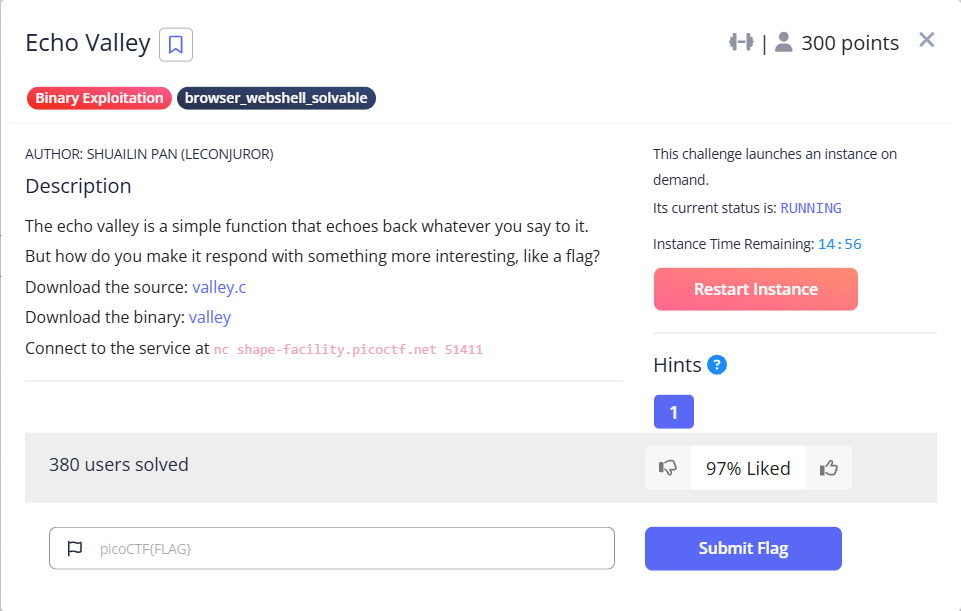 Echo Valley
| 300 points
Binary Exploitation browser_webshell_solvable
AUTHOR: SHUAILIN PAN (LECONJUROR)
Description
The echo valley is a simple function that echoes back whatever you say to it.
But how do you make it respond with something more interesting, like a flag?
Download the source: valley.c
Download the binary: valley
Connect to the service at nc shape-facility.picoctf.net 51411
This challenge launches an instance on
demand.
Its current status is: RUNNING
Instance Time Remaining: 14:56
Restart Instance
Hints ?
1
380 users solved
97% Liked
picoCTF{FLAG}
Submit Flag